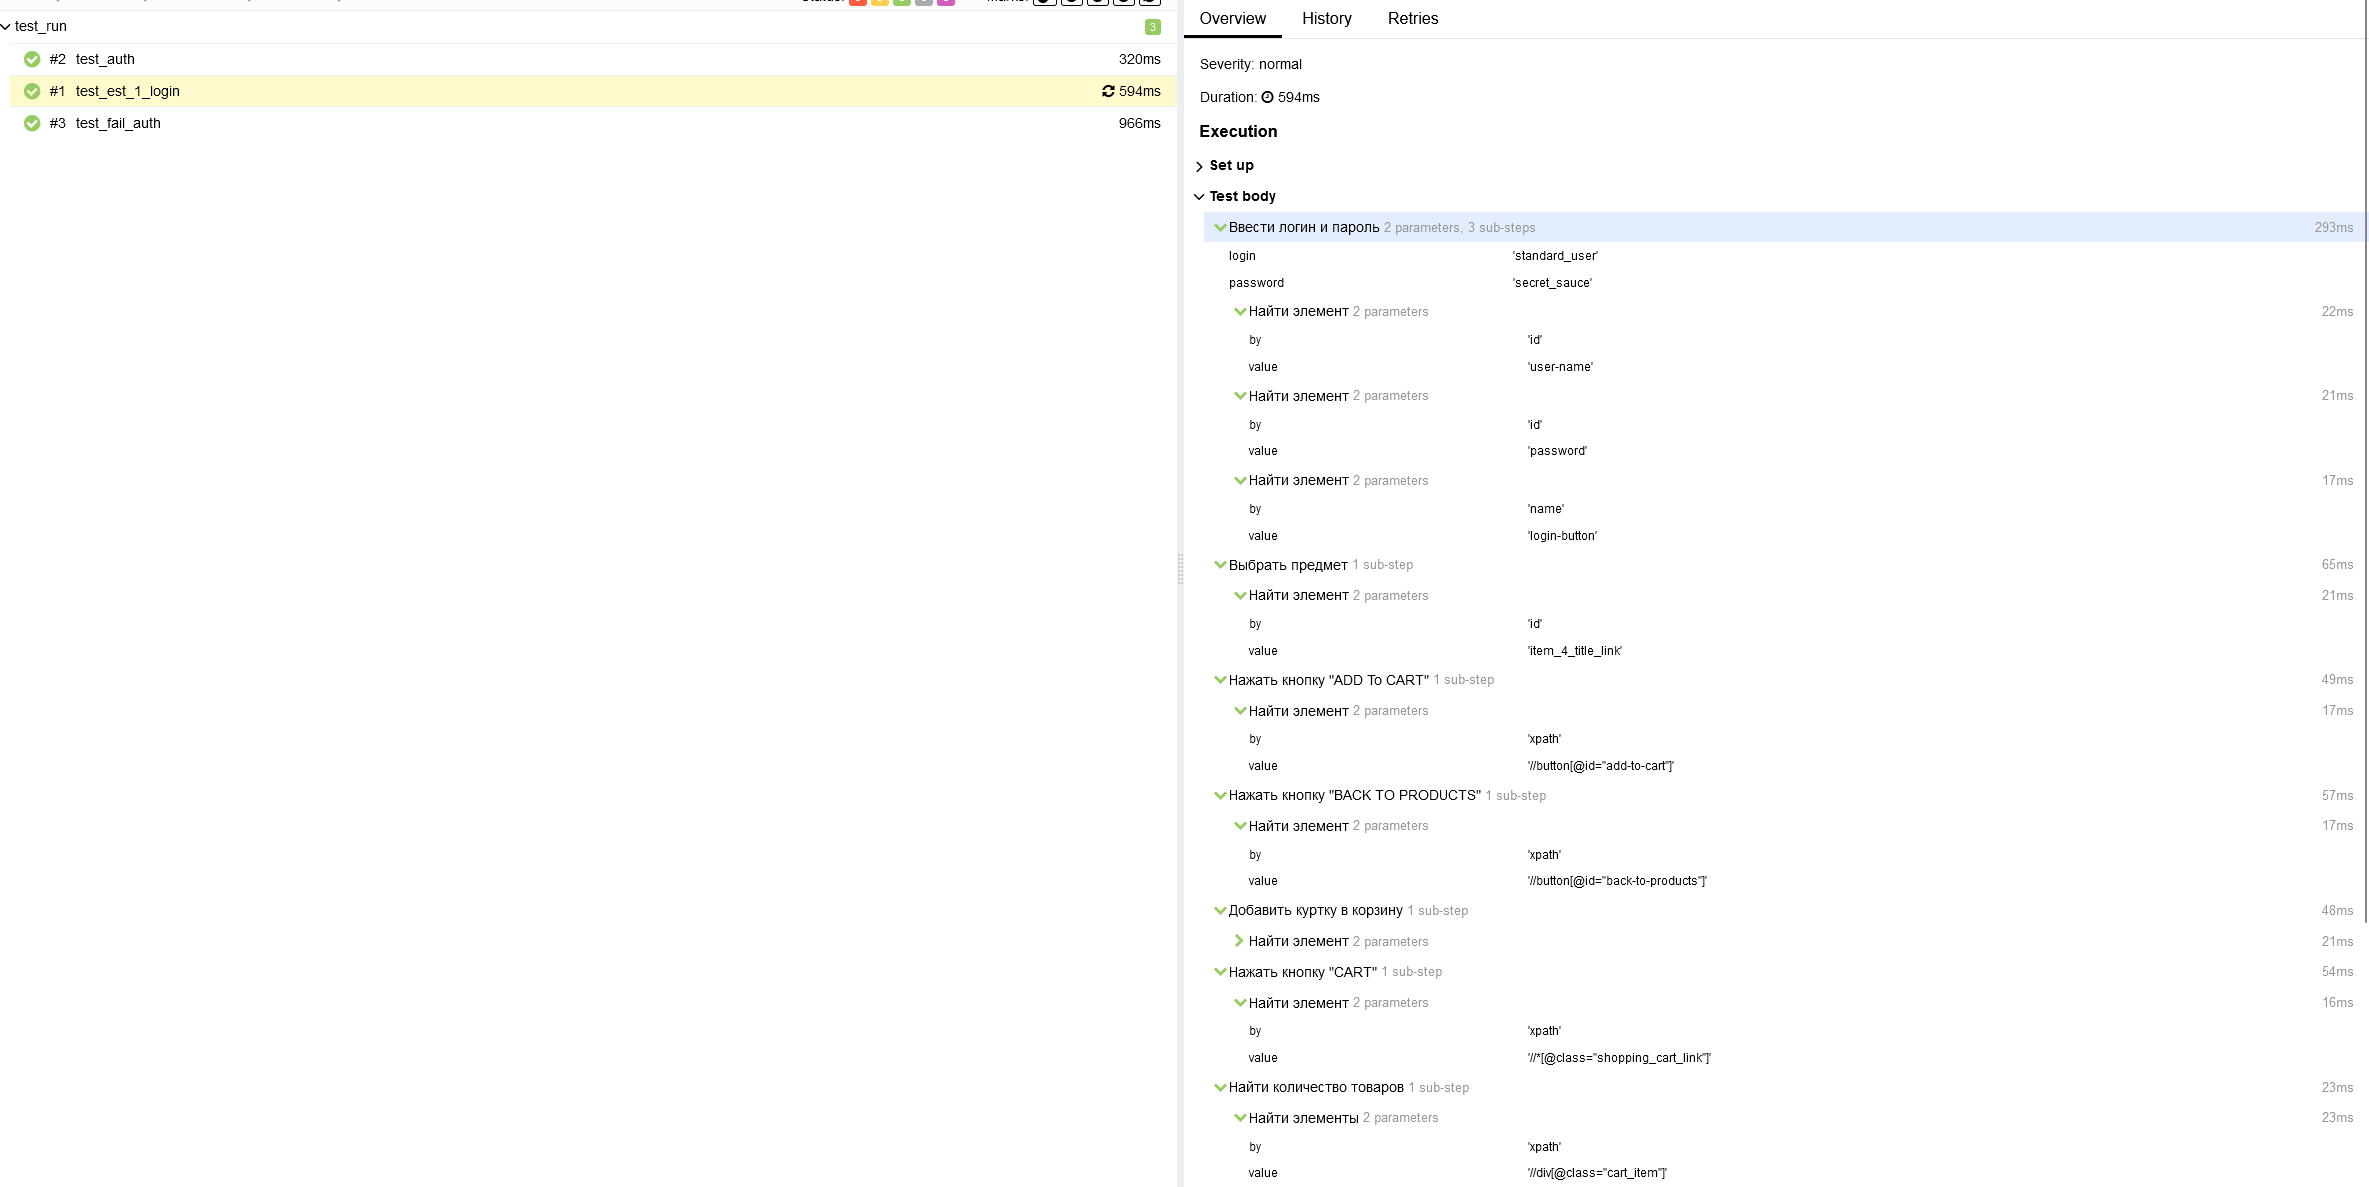 test_run
3
#2 test_auth 320ms
#1 test_est_1_login 594ms
#3 test_fail_auth 966ms
Overview History Retries
Severity: normal
Duration: 594ms
Execution
Set up
Test body
Ввести логин и пароль 2 parameters, 3 sub-steps 293ms
login 'standard_user'
password 'secret_sauce'
Найти элемент 2 parameters 22ms
by 'id'
value 'user-name'
Найти элемент 2 parameters 21ms
by 'id'
value 'password'
Найти элемент 2 parameters 17ms
by 'name'
value 'login-button'
Выбрать предмет 1 sub-step 65ms
Найти элемент 2 parameters 21ms
by 'id'
value 'item_4_title_link'
Нажать кнопку "ADD To CART" 1 sub-step 49ms
Найти элемент 2 parameters 17ms
by 'xpath'
value '//button[@id="add-to-cart"]'
Нажать кнопку "BACK TO PRODUCTS" 1 sub-step 57ms
Найти элемент 2 parameters 17ms
by 'xpath'
value '//button[@id="back-to-products"]'
Добавить куртку в корзину 1 sub-step 48ms
Найти элемент 2 parameters 21ms
Нажать кнопку "CART" 1 sub-step 54ms
Найти элемент 2 parameters 16ms
by 'xpath'
value '//*[@class="shopping_cart_link"]'
Найти количество товаров 1 sub-step 23ms
Найти элементы 2 parameters 23ms
by 'xpath'
value '//div[@class="cart_item"]'